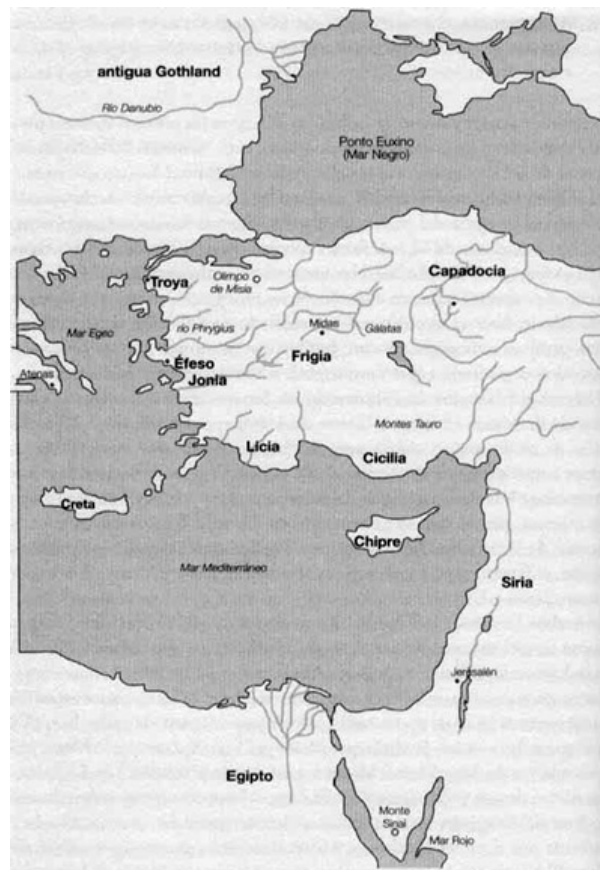 antigua Gothland
Río Danubio
Ponto Euxino
(Mar Negro)
Capadocia
Troya
Olimpo
de Misia
Mar Egeo
río Phrygius
Midas
Gálatas
Frigia
Éfeso
Jonia
Atenas
Montes Tauro
Licia
Cicilia
Creta
Chipre
Mar Mediterráneo
Siria
Jerusalén
Egipto
Monte
Sinaí
Mar Rojo